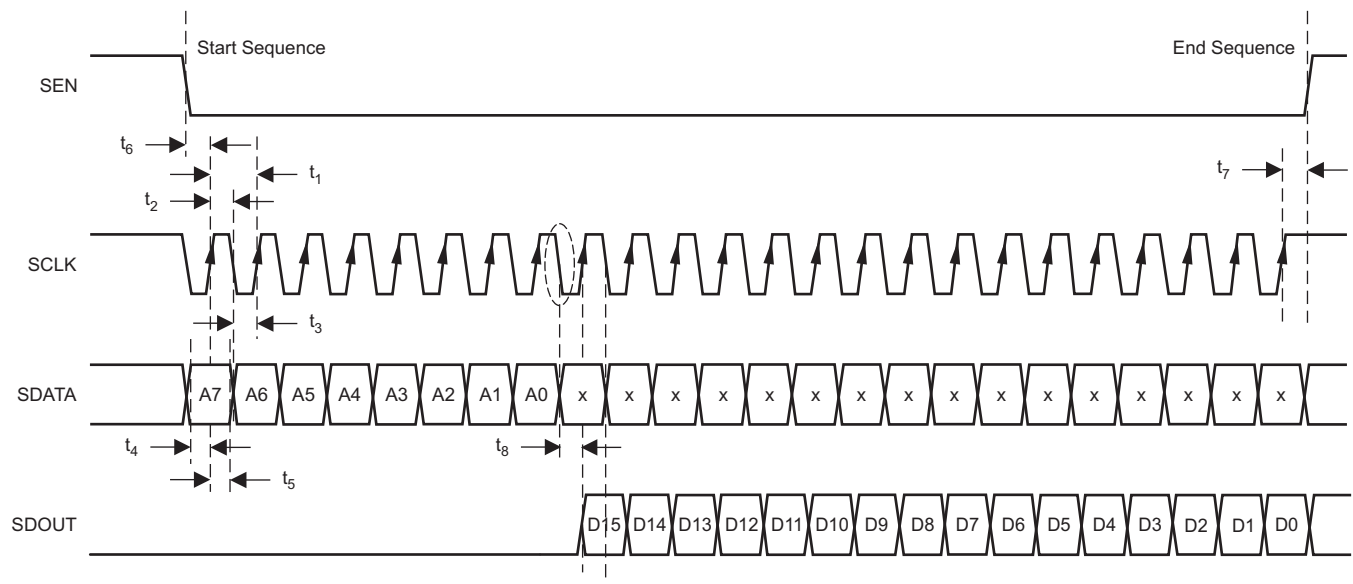 Start Sequence
End Sequence
SEN
t6
t1
t7
t2
SCLK
t3
SDATA A7 A6 A5 A4 A3 A2 A1 A0 x x x x x x x x x x x x x x x x
t4
t8
t5
SDOUT D15 D14 D13 D12 D11 D10 D9 D8 D7 D6 D5 D4 D3 D2 D1 D0